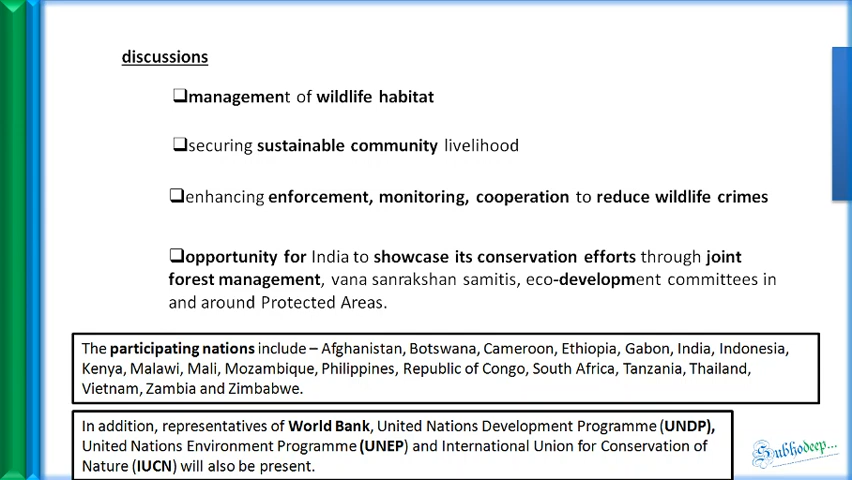 discussions
❑management of wildlife habitat
❑securing sustainable community livelihood
❑enhancing enforcement, monitoring, cooperation to reduce wildlife crimes
❑opportunity for India to showcase its conservation efforts through joint
forest management, vana sanrakshan samitis, eco-development committees in
and around Protected Areas.
The participating nations include – Afghanistan, Botswana, Cameroon, Ethiopia, Gabon, India, Indonesia,
Kenya, Malawi, Mali, Mozambique, Philippines, Republic of Congo, South Africa, Tanzania, Thailand,
Vietnam, Zambia and Zimbabwe.
In addition, representatives of World Bank, United Nations Development Programme (UNDP),
United Nations Environment Programme (UNEP) and International Union for Conservation of
Nature (IUCN) will also be present.
Subhodeep...